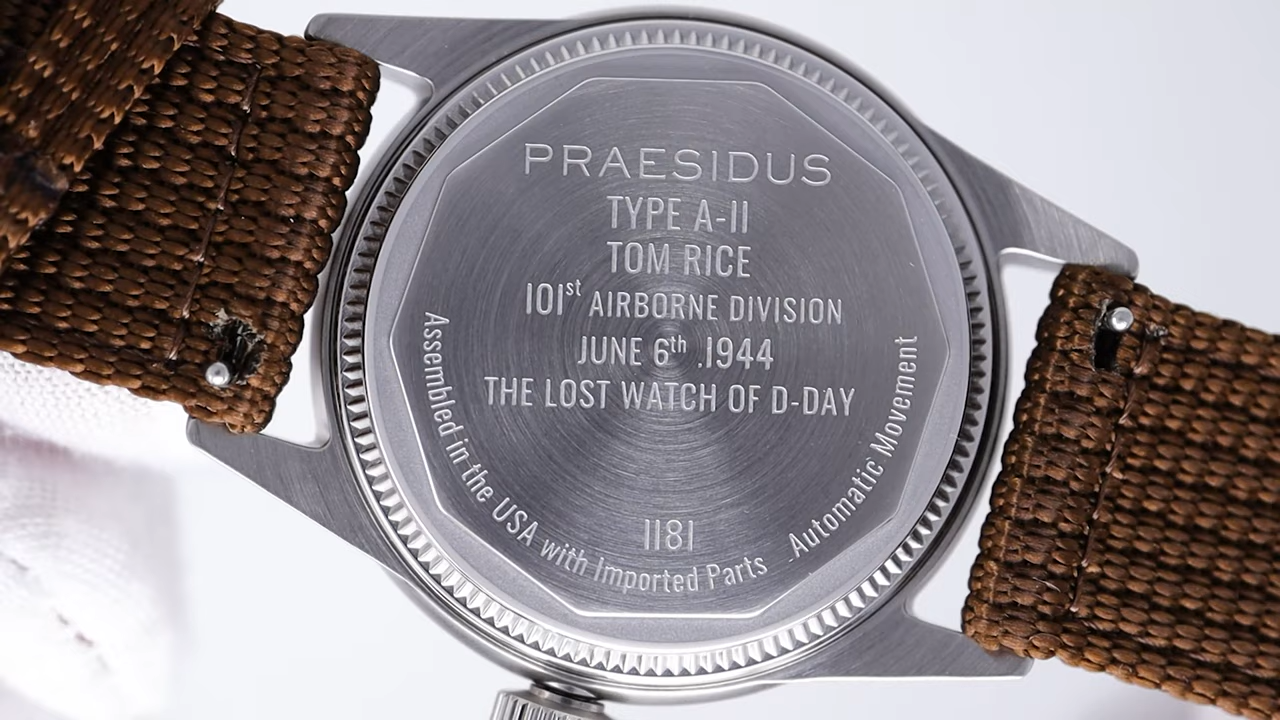 PRAESIDUS
TYPE A-11
TOM RICE
101st AIRBORNE DIVISION
JUNE 6th .1944
THE LOST WATCH OF D-DAY
1181
Assembled in the USA with Imported Parts
Automatic Movement